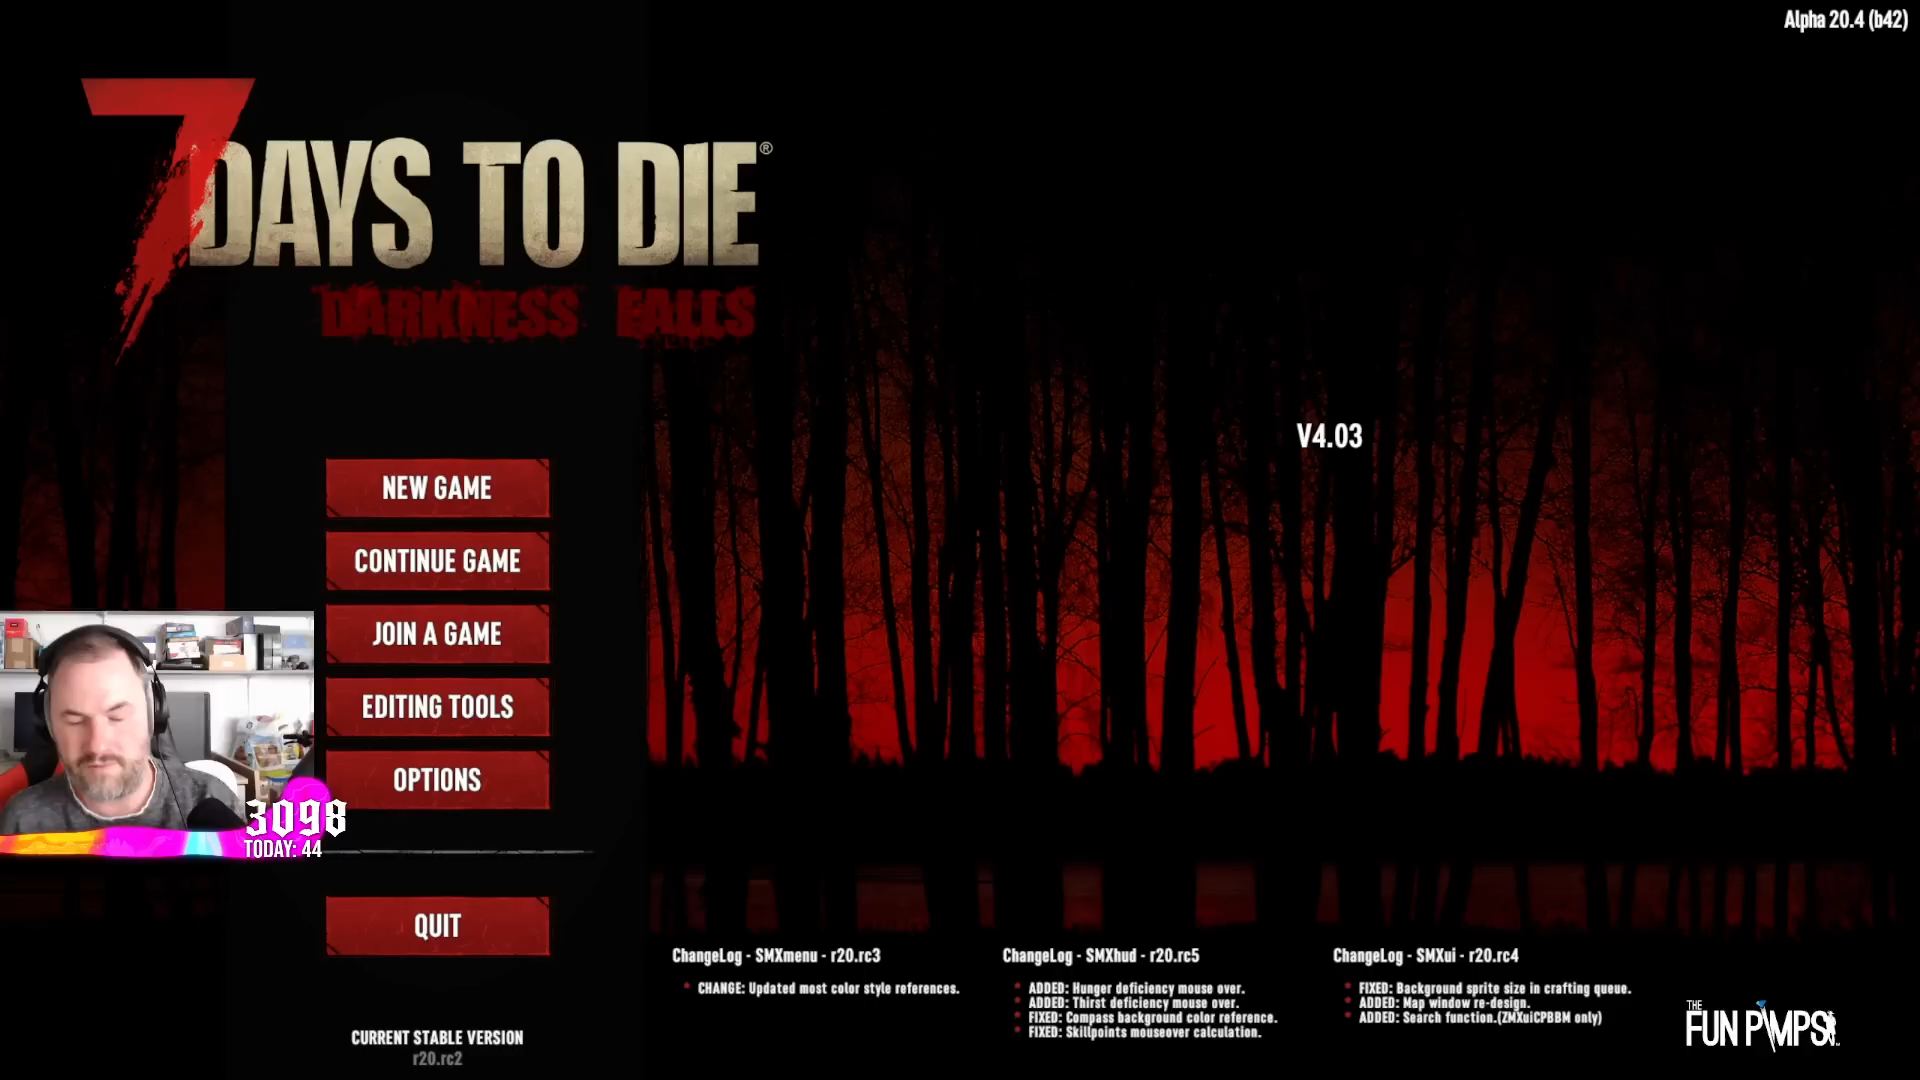 Alpha 20.4 (b42)
7 DAYS TO DIE®
DARKNESS FALLS
V4.03
NEW GAME
CONTINUE GAME
JOIN A GAME
EDITING TOOLS
OPTIONS
3098
TODAY: 44
QUIT
CURRENT STABLE VERSION
r20.rc2
ChangeLog - SMXmenu - r20.rc3
* CHANGE: Updated most color style references.
ChangeLog - SMXhud - r20.rc5
* ADDED: Hunger deficiency mouse over.
* ADDED: Thirst deficiency mouse over.
* FIXED: Compass background color reference.
* FIXED: Skillpoints mouseover calculation.
ChangeLog - SMXui - r20.rc4
* FIXED: Background sprite size in crafting queue.
* ADDED: Map window re-design.
* ADDED: Search function.(ZMXuiCPBBM only)
THE
FUN PIMPS